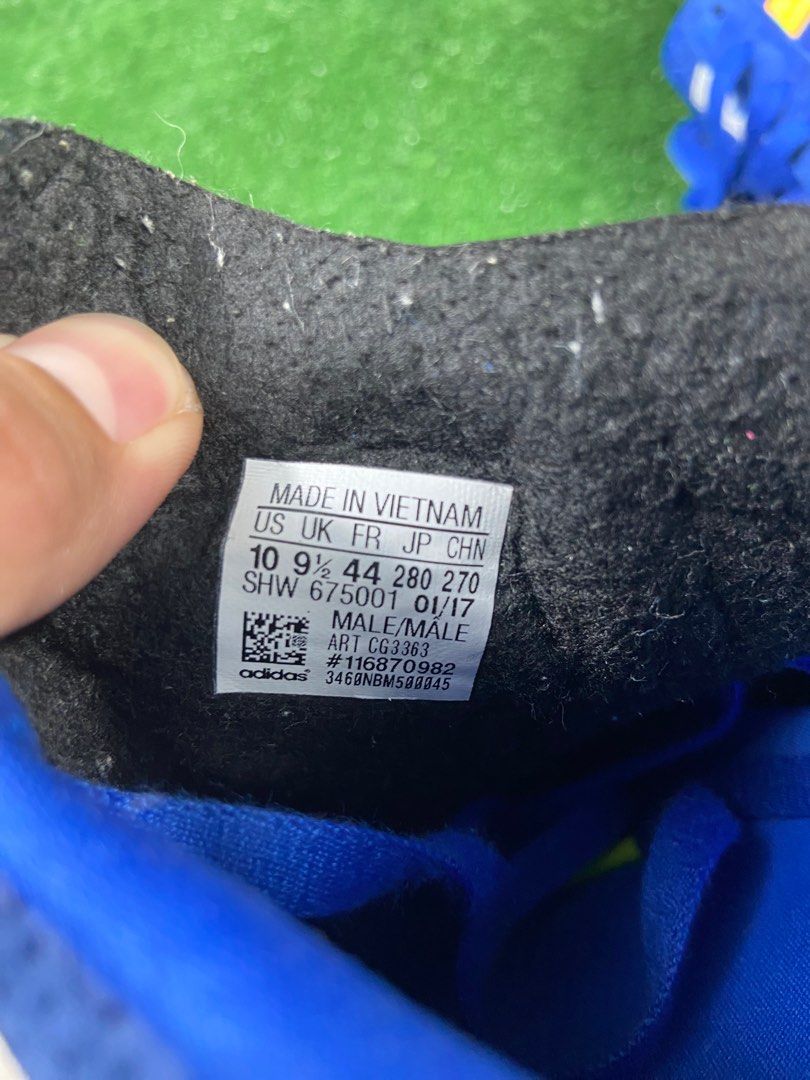 MADE IN VIETNAM
US UK FR JP CHN
10 9½ 44 280 270
SHW 675001 01/17
MALE/MÂLE
ART CG3363
#116870982
adidas® 3460NBM500045